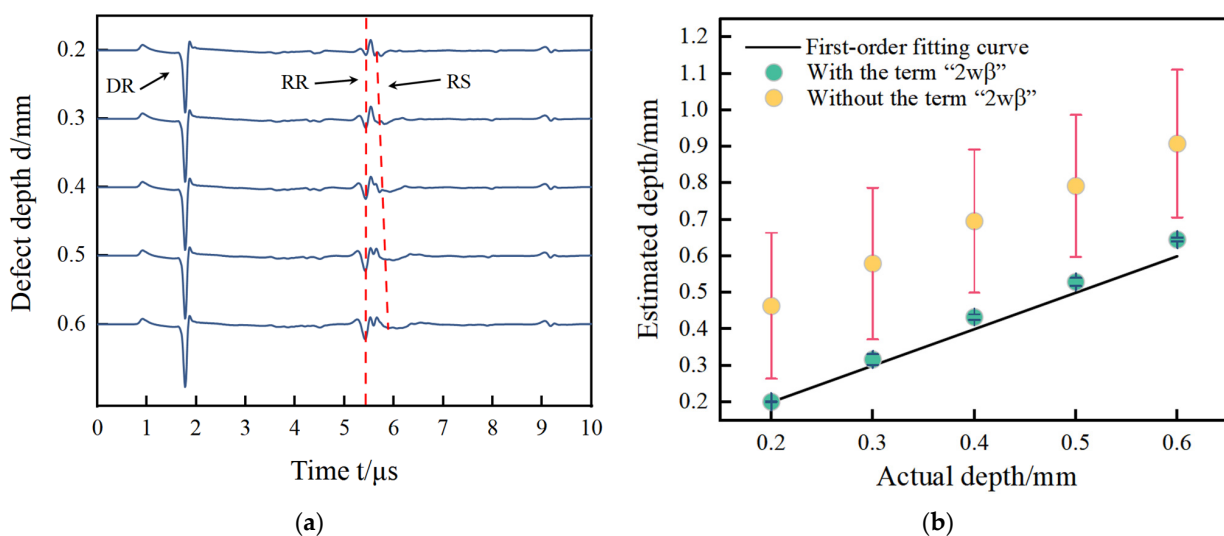 0.2
0.3
0.4
0.5
0.6
DR
RR
RS
Defect depth d/mm
0 1 2 3 4 5 6 7 8 9 10
Time t/µs
(a)
1.2
1.1
1.0
0.9
0.8
0.7
0.6
0.5
0.4
0.3
0.2
First-order fitting curve
With the term “2wβ”
Without the term “2wβ”
Estimated depth/mm
0.2 0.3 0.4 0.5 0.6
Actual depth/mm
(b)